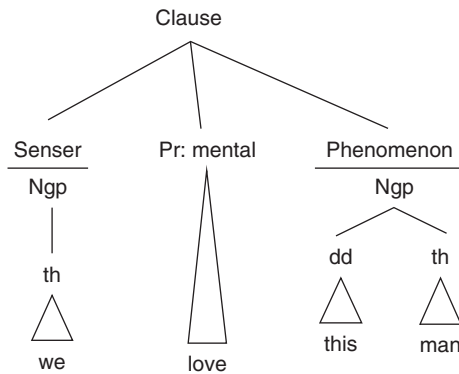 Clause
Senser Pr: mental Phenomenon
Ngp Ngp
th dd th
we love this man